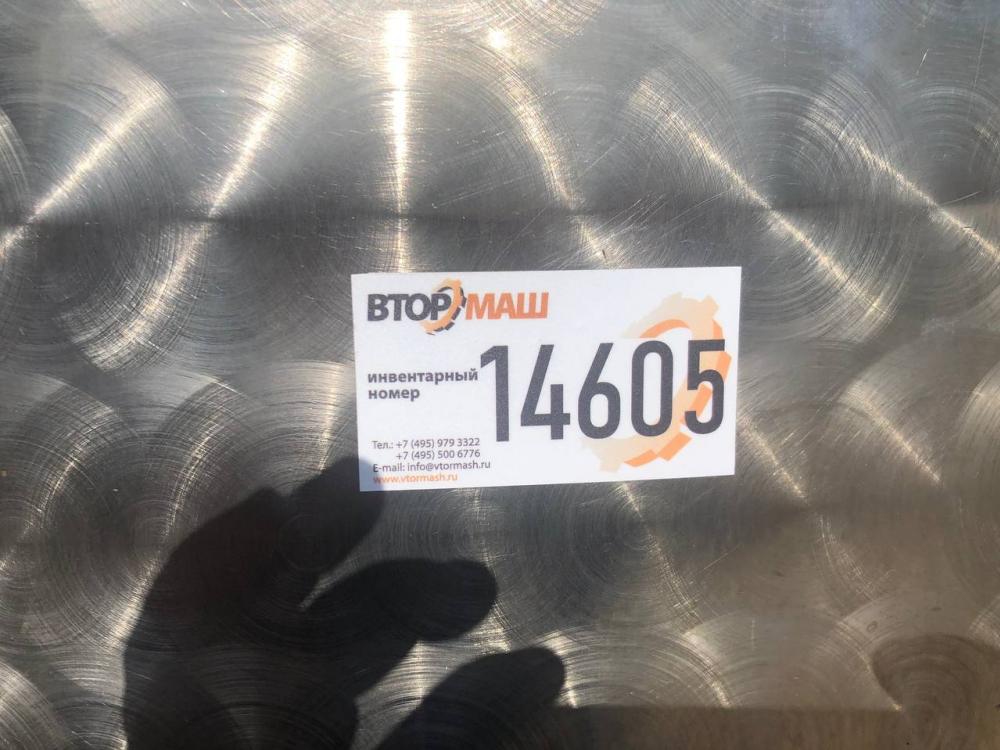 ВТОРМАШ
инвентарный
номер
14605
Тел.: +7 (495) 979 3322
+7 (495) 500 6776
E-mail: info@vtormash.ru
www.vtormash.ru